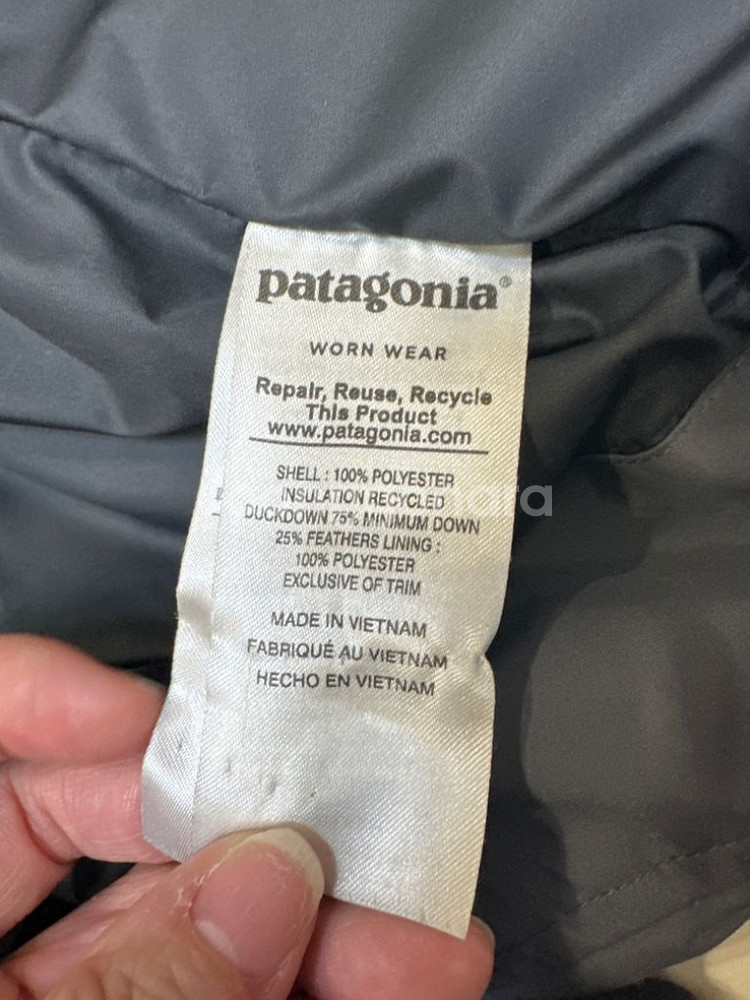 patagonia®
WORN WEAR
Repair, Reuse, Recycle
This Product
www.patagonia.com
SHELL : 100% POLYESTER
INSULATION RECYCLED
DUCKDOWN 75% MINIMUM DOWN
25% FEATHERS LINING :
100% POLYESTER
EXCLUSIVE OF TRIM
MADE IN VIETNAM
FABRIQUÉ AU VIETNAM
HECHO EN VIETNAM